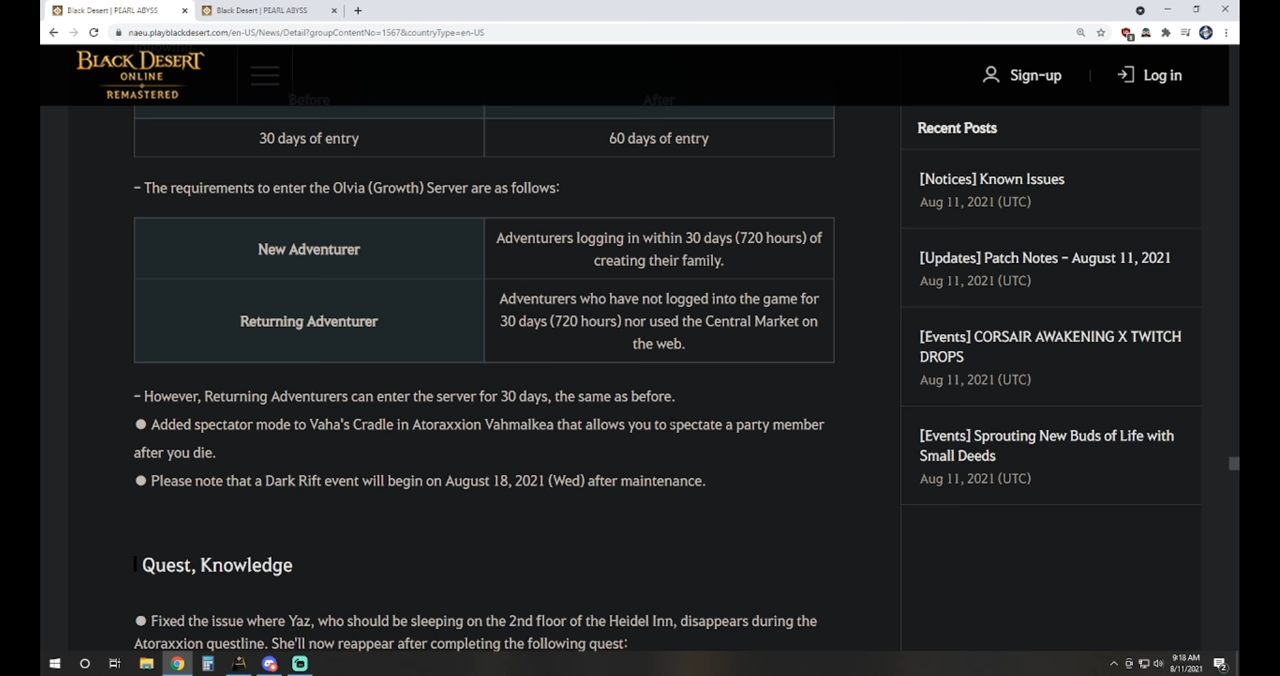 Black Desert | PEARL ABYSS
Black Desert | PEARL ABYSS
naeu.playblackdesert.com/en-US/News/Detail?groupContentNo=1567&countryType=en-US
BLACK DESERT
ONLINE
REMASTERED
Sign-up
Log in
Before
After
30 days of entry
60 days of entry
- The requirements to enter the Olvia (Growth) Server are as follows:
New Adventurer
Adventurers logging in within 30 days (720 hours) of
creating their family.
Returning Adventurer
Adventurers who have not logged into the game for
30 days (720 hours) nor used the Central Market on
the web.
- However, Returning Adventurers can enter the server for 30 days, the same as before.
● Added spectator mode to Vaha's Cradle in Atoraxxion Vahmalkea that allows you to spectate a party member
after you die.
● Please note that a Dark Rift event will begin on August 18, 2021 (Wed) after maintenance.
Quest, Knowledge
● Fixed the issue where Yaz, who should be sleeping on the 2nd floor of the Heidel Inn, disappears during the
Atoraxxion questline. She'll now reappear after completing the following quest:
Recent Posts
[Notices] Known Issues
Aug 11, 2021 (UTC)
[Updates] Patch Notes - August 11, 2021
Aug 11, 2021 (UTC)
[Events] CORSAIR AWAKENING X TWITCH
DROPS
Aug 11, 2021 (UTC)
[Events] Sprouting New Buds of Life with
Small Deeds
Aug 11, 2021 (UTC)
9:18 AM
8/11/2021